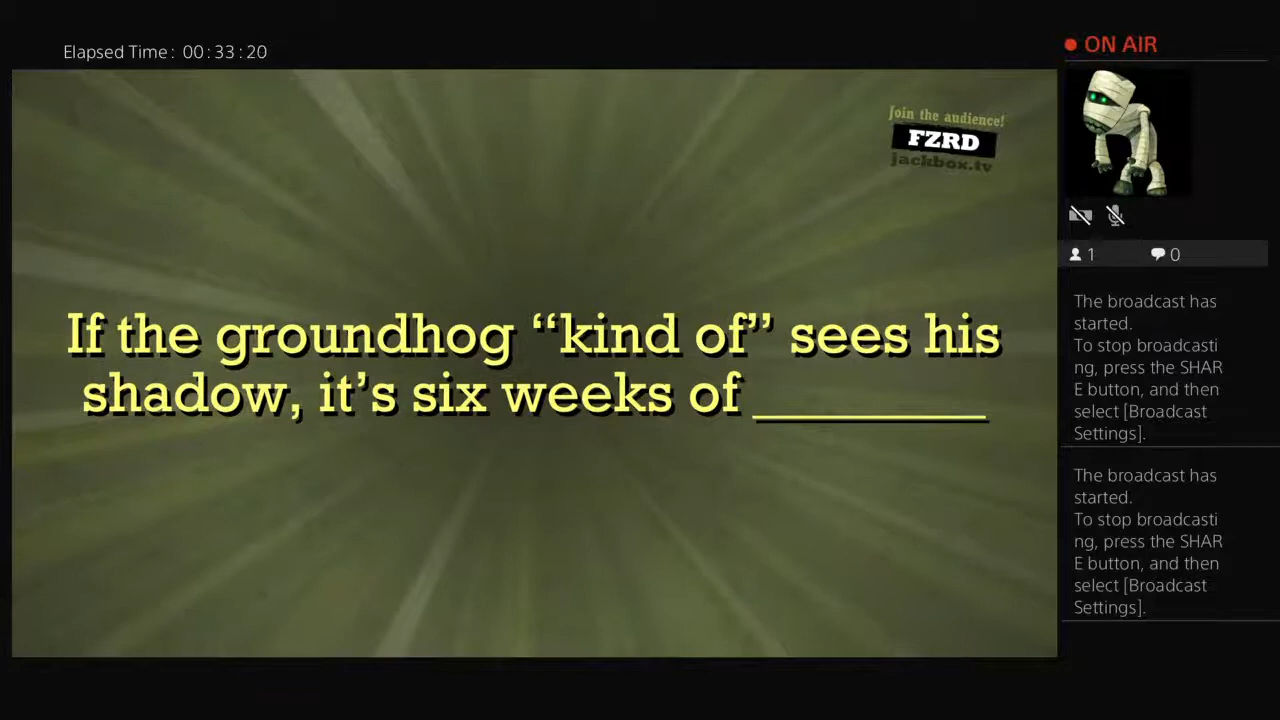 Elapsed Time: 00:33:20
ON AIR
Join the audience!
FZRD
jackbox.tv
If the groundhog “kind of” sees his
shadow, it’s six weeks of ________
1
0
The broadcast has
started.
To stop broadcasti
ng, press the SHAR
E button, and then
select [Broadcast
Settings].
The broadcast has
started.
To stop broadcasti
ng, press the SHAR
E button, and then
select [Broadcast
Settings].